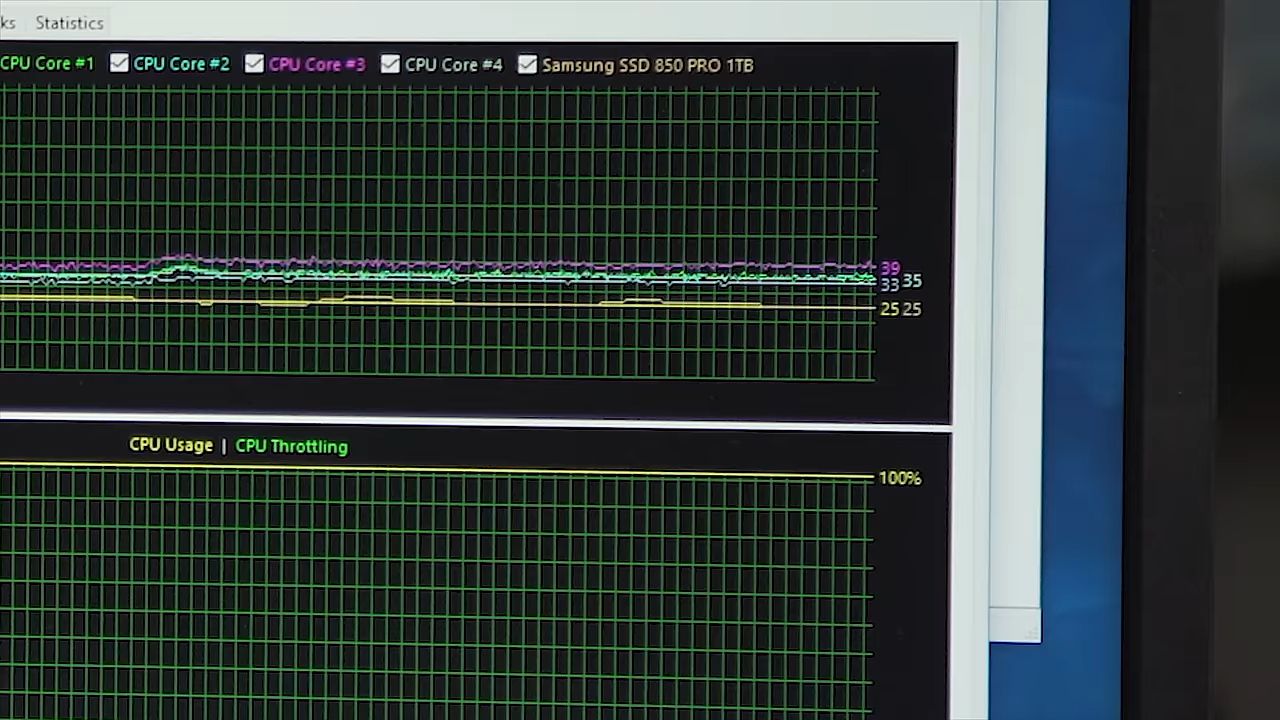 ks Statistics
CPU Core #1 CPU Core #2 CPU Core #3 CPU Core #4 Samsung SSD 850 PRO 1TB
39
33 35
25 25
CPU Usage | CPU Throttling
100%